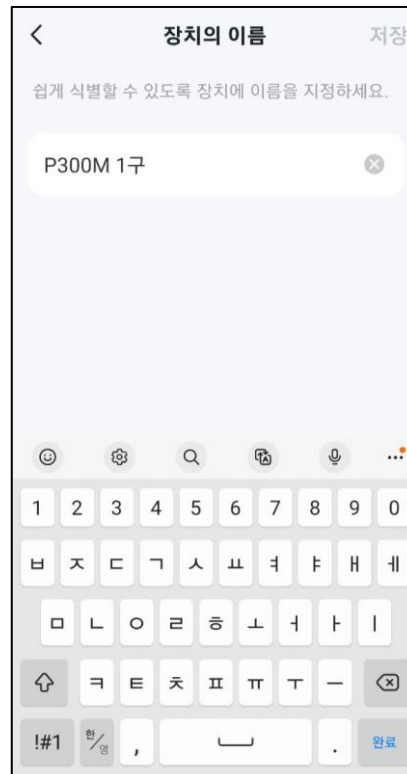 장치의 이름
저장
쉽게 식별할 수 있도록 장치에 이름을 지정하세요.
P300M 1구
1 2 3 4 5 6 7 8 9 0
ㅂ ㅈ ㄷ ㄱ ㅅ ㅛ ㅕ ㅑ ㅐ ㅔ
ㅁ ㄴ ㅇ ㄹ ㅎ ㅗ ㅓ ㅏ ㅣ
ㅋ ㅌ ㅊ ㅍ ㅠ ㅜ ㅡ
!#1 한/영 , . 완료